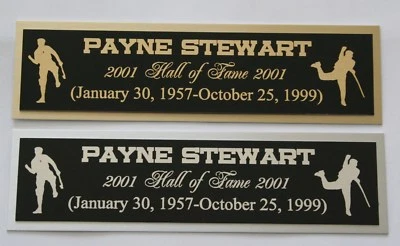 PAYNE STEWART
2001 Hall of Fame 2001
(January 30, 1957-October 25, 1999)
PAYNE STEWART
2001 Hall of Fame 2001
(January 30, 1957-October 25, 1999)